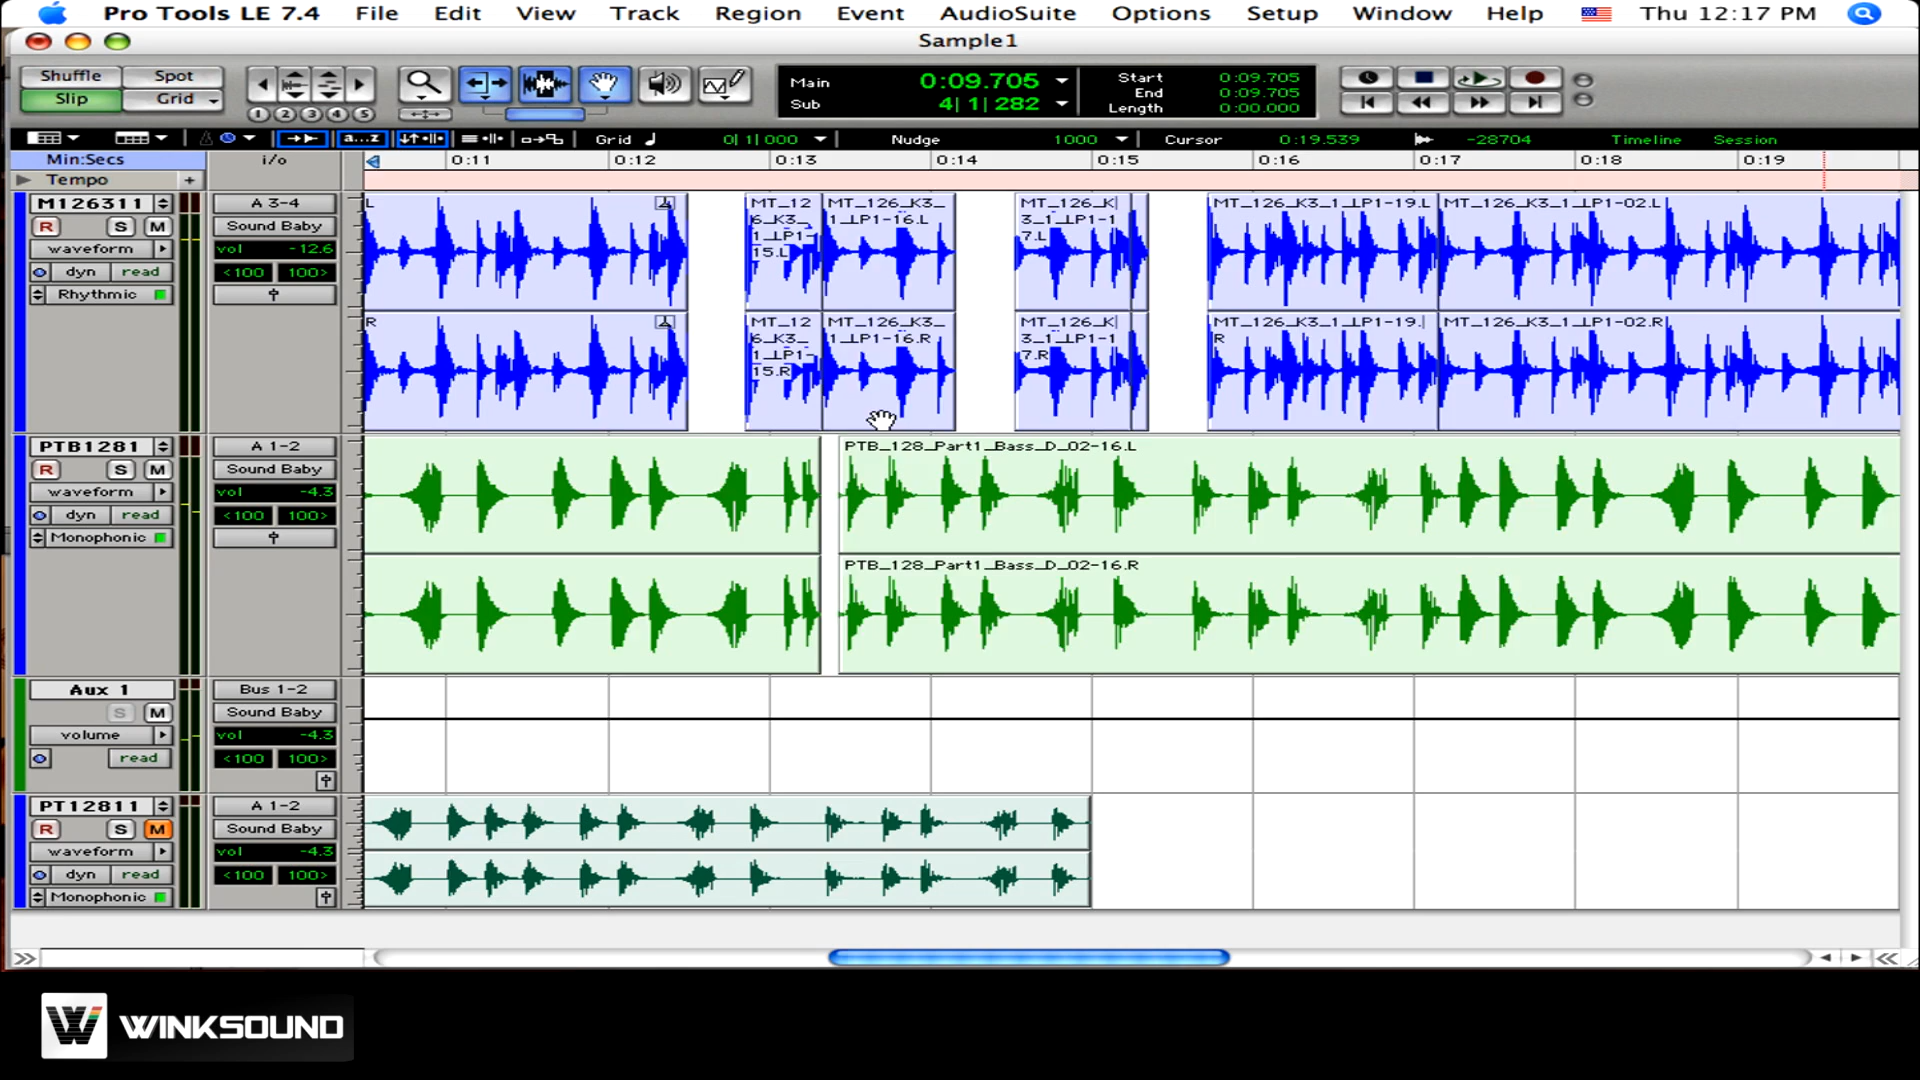 Pro Tools LE 7.4 File Edit View Track Region Event AudioSuite Options Setup Window Help Thu 12:17 PM
Sample1
Shuffle Spot
Slip Grid
1 2 3 4 5
Main 0:09.705
Sub 4| 1| 282
Start 0:09.705
End 0:09.705
Length 0:00.000
a...z Grid 0| 1| 000 Nudge 1000 Cursor 0:19.539 -28704 Timeline Session
Min:Secs i/o 0:11 0:12 0:13 0:14 0:15 0:16 0:17 0:18 0:19
Tempo +
M126311 A 3-4
R S M Sound Baby
waveform vol -12.6
dyn read <100 100>
Rhythmic
L
MT_12
6_K3_
1_LP1-
15.L
MT_126_K3_
1_LP1-16.L
MT_126_K
3_1_LP1-1
7.L
MT_126_K3_1_LP1-19.L
MT_126_K3_1_LP1-02.L
R
MT_12
6_K3_
1_LP1-
15.R
MT_126_K3_
1_LP1-16.R
MT_126_K
3_1_LP1-1
7.R
MT_126_K3_1_LP1-19.
R
MT_126_K3_1_LP1-02.R
PTB1281 A 1-2
R S M Sound Baby
waveform vol -4.3
dyn read <100 100>
Monophonic
PTB_128_Part1_Bass_D_02-16.L
PTB_128_Part1_Bass_D_02-16.R
Aux 1 Bus 1-2
S M Sound Baby
volume vol -4.3
read <100 100>
PT12811 A 1-2
R S M Sound Baby
waveform vol -4.3
dyn read <100 100>
Monophonic
W WINKSOUND